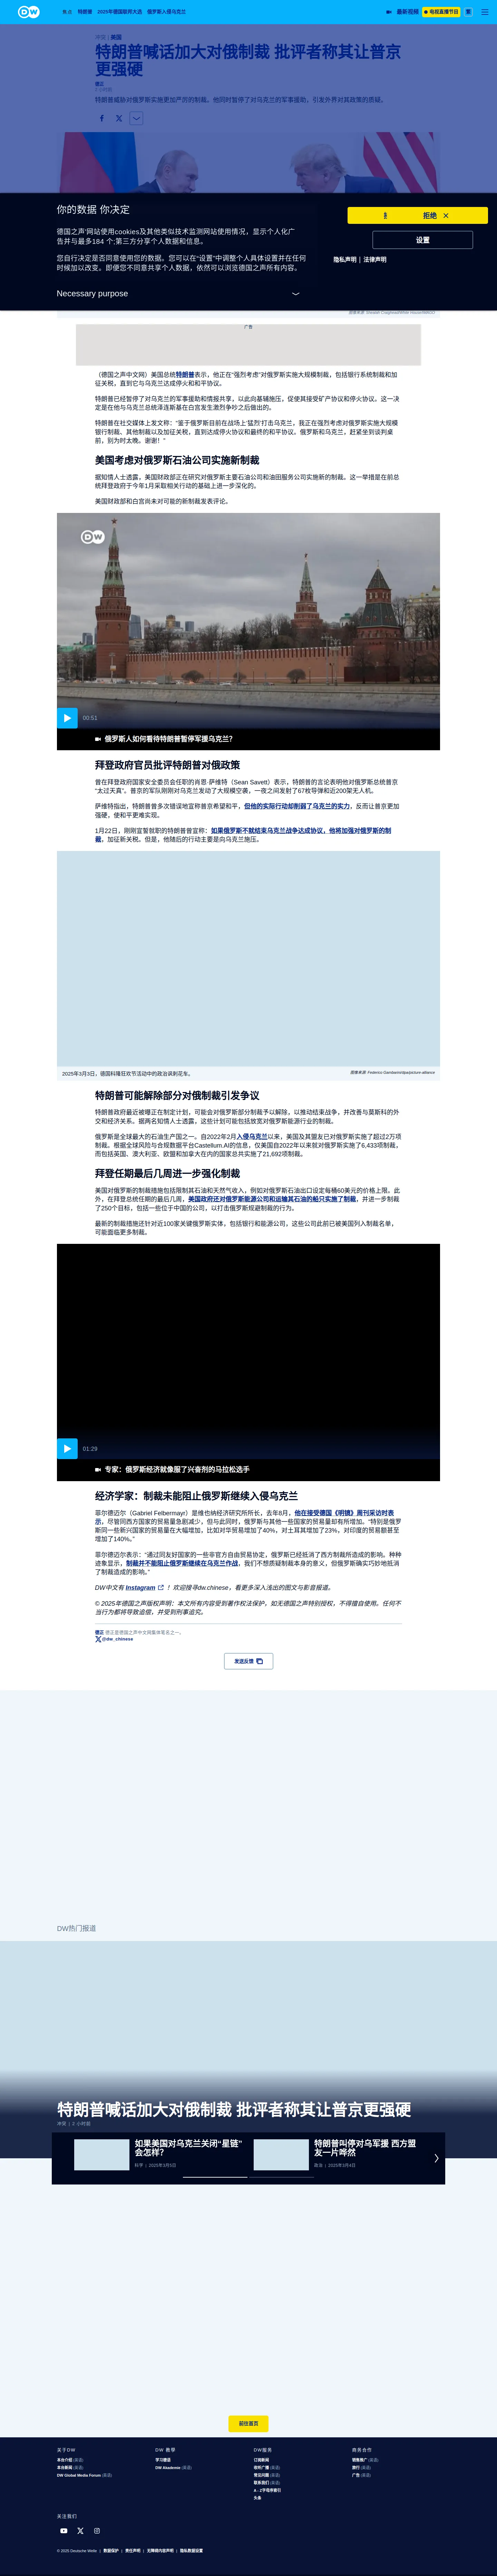 DW
焦点
特朗普
2025年德国联邦大选
俄罗斯入侵乌克兰
最新视频
电视直播节目
繁
冲突 | 美国
特朗普喊话加大对俄制裁 批评者称其让普京
更强硬
德正
特朗普威胁对俄罗斯实施更加严厉的制裁。他同时暂停了对乌克兰的军事援助，引发外界对其政策的质疑。
你的数据 你决定
德国之声'网站使用cookies及其他类似技术监测网站使用情况，显示个人化广
告并与最多184 个;第三方分享个人数据和信息。
您自行决定是否同意使用您的数据。您可以在"设置"中调整个人具体设置并在任何
时候加以改变。即便您不同意共享个人数据，依然可以浏览德国之声所有内容。
Necessary purpose
拒绝
设置
隐私声明 | 法律声明
广告
（德国之声中文网）美国总统特朗普表示，他正在"强烈考虑"对俄罗斯实施大规模制裁，包括银行系统制裁和加
征关税，直到它与乌克兰达成停火和和平协议。
特朗普已经暂停了对乌克兰的军事援助和情报共享，以此向基辅施压，促使其接受矿产协议和停火协议。这一决
定是在他与乌克兰总统泽连斯基在白宫发生激烈争吵之后做出的。
特朗普在社交媒体上发文称："鉴于俄罗斯目前在战场上'猛烈'打击乌克兰，我正在强烈考虑对俄罗斯实施大规模
银行制裁、其他制裁以及加征关税，直到达成停火协议和最终的和平协议。俄罗斯和乌克兰，赶紧坐到谈判桌
前，别为时太晚。谢谢！"
美国考虑对俄罗斯石油公司实施新制裁
据知情人士透露，美国财政部正在研究对俄罗斯主要石油公司和油田服务公司实施新的制裁。这一举措是在前总
统拜登政府于今年1月采取相关行动的基础上进一步深化的。
美国财政部和白宫尚未对可能的新制裁发表评论。
DW
00:51
俄罗斯人如何看待特朗普暂停军援乌克兰？
拜登政府官员批评特朗普对俄政策
曾在拜登政府国家安全委员会任职的肖恩·萨维特（Sean Savett）表示，特朗普的言论表明他对俄罗斯总统普京
"太过天真"。普京的军队刚刚对乌克兰发动了大规模空袭，一夜之间发射了67枚导弹和近200架无人机。
萨维特指出，特朗普曾多次错误地宣称普京希望和平，但他的实际行动却削弱了乌克兰的实力，反而让普京更加
强硬，使和平更难实现。
1月22日，刚刚宣誓就职的特朗普曾宣称：如果俄罗斯不就结束乌克兰战争达成协议，他将加强对俄罗斯的制
裁，加征新关税。但是，他随后的行动主要是向乌克兰施压。
2025年3月3日，德国科隆狂欢节活动中的政治讽刺花车。
图像来源: Federico Gambarini/dpa/picture-alliance
特朗普可能解除部分对俄制裁引发争议
特朗普政府最近被曝正在制定计划，可能会对俄罗斯部分制裁予以解除，以推动结束战争，并改善与莫斯科的外
交和经济关系。据两名知情人士透露，这些计划可能包括放宽对俄罗斯能源行业的制裁。
俄罗斯是全球最大的石油生产国之一。自2022年2月入侵乌克兰以来，美国及其盟友已对俄罗斯实施了超过2万项
制裁。根据全球风险与合规数据平台Castellum.AI的信息，仅美国自2022年以来就对俄罗斯实施了6,433项制裁，
而包括英国、澳大利亚、欧盟和加拿大在内的国家总共实施了21,692项制裁。
拜登任期最后几周进一步强化制裁
美国对俄罗斯的制裁措施包括限制其石油和天然气收入，例如对俄罗斯石油出口设定每桶60美元的价格上限。此
外，在拜登任期的最后几周，美国政府还对俄罗斯能源公司和运输其石油的船只实施了制裁，并进一步制裁
了250个目标，包括一些位于中国的公司，以打击俄罗斯规避制裁的行为。
最新的制裁措施还针对近100家关键俄罗斯实体，包括银行和能源公司，这些公司此前已被美国列入制裁名单，
可能面临更多制裁。
01:29
专家：俄罗斯经济就像服了兴奋剂的马拉松选手
经济学家：制裁未能阻止俄罗斯继续入侵乌克兰
菲尔德迈尔（Gabriel Felbermayr）是维也纳经济研究所所长，去年8月，他在接受德国《明镜》周刊采访时表
示，尽管同西方国家的贸易量急剧减少，但与此同时，俄罗斯与其他一些国家的贸易量却有所增加。"特别是俄罗
斯同一些新兴国家的贸易量在大幅增加，比如对华贸易增加了40%，对土耳其增加了23%，对印度的贸易额甚至
增加了140%。"
菲尔德迈尔表示："通过同友好国家的一些非官方自由贸易协定，俄罗斯已经抵消了西方制裁所造成的影响。种种
迹象显示，制裁并不能阻止俄罗斯继续在乌克兰作战，我们不想质疑制裁本身的意义，但俄罗斯确实巧妙地抵消
了制裁造成的影响。"
DW中文有 Instagram ！欢迎搜寻dw.chinese，看更多深入浅出的图文与影音报道。
© 2025年德国之声版权声明：本文所有内容受到著作权法保护，如无德国之声特别授权，不得擅自使用。任何不
当行为都将导致追偿，并受到刑事追究。
德正 德正是德国之声中文网集体笔名之一。
@dw_chinese
发送反馈
DW热门报道
特朗普喊话加大对俄制裁 批评者称其让普京更强硬
冲突 | 2 小时前
如果美国对乌克兰关闭"星链"
会怎样？
科学 | 2025年3月5日
特朗普叫停对乌军援 西方盟
友一片哗然
政治 | 2025年3月4日
前往首页
关于DW
本台介绍 (英语)
本台新闻 (英语)
DW Global Media Forum (英语)
DW 教學
学习德语
DW Akademie (英语)
DW服务
订阅新闻
收听广播 (英语)
常见问题 (英语)
联系我们 (英语)
A - Z字母序索引
头条
商务合作
销售推广 (英语)
旅行 (英语)
广告 (英语)
关注我们
© 2025 Deutsche Welle | 数据保护 | 责任声明 | 无障碍内容声明 | 隐私数据设置